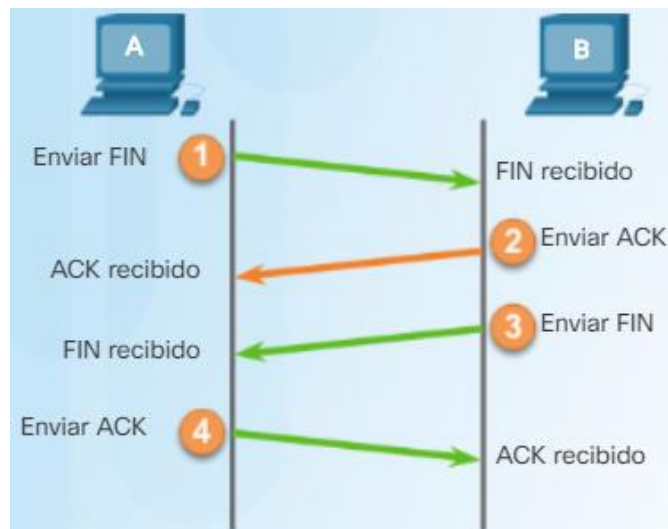 A
B
Enviar FIN
1
FIN recibido
2
Enviar ACK
ACK recibido
3
Enviar FIN
FIN recibido
Enviar ACK
4
ACK recibido